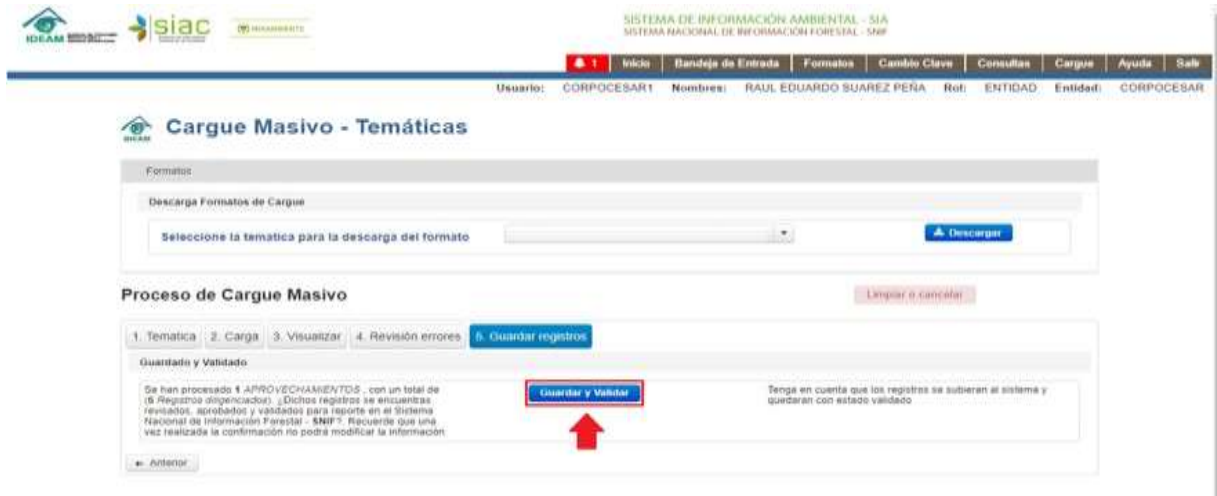 IDEAM
siac
MINAMBIENTE
SISTEMA DE INFORMACIÓN AMBIENTAL - SIA
SISTEMA NACIONAL DE INFORMACIÓN FORESTAL - SNIF
1 Inicio Bandeja de Entrada Formatos Cambio Clave Consultas Cargue Ayuda Salir
Usuario: CORPOCESAR1 Nombres: RAUL EDUARDO SUAREZ PEÑA Rol: ENTIDAD Entidad: CORPOCESAR
IDEAM
Cargue Masivo - Temáticas
Formatos
Descarga Formatos de Cargue
Seleccione la tematica para la descarga del formato
Descargar
Proceso de Cargue Masivo
Limpiar o cancelar
1. Tematica 2. Carga 3. Visualizar 4. Revisión errores 5. Guardar registros
Guardado y Validado
Se han procesado 1 APROVECHAMIENTOS , con un total de
(6 Registros diligenciados). ¿Dichos registros se encuentras
revisados, aprobados y validados para reporte en el Sistema
Nacional de Información Forestal - SNIF?. Recuerde que una
vez realizada la confirmación no podrá modificar la información
Guardar y Validar
Tenga en cuenta que los registros se subieran al sistema y
quedaran con estado validado
Anterior